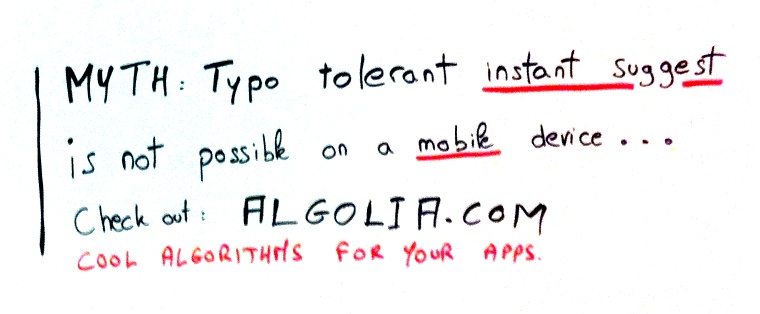 MYTH: Typo tolerant instant suggest
is not possible on a mobile device...
Check out: ALGOLIA.COM
COOL ALGORITHMS FOR YOUR APPS.